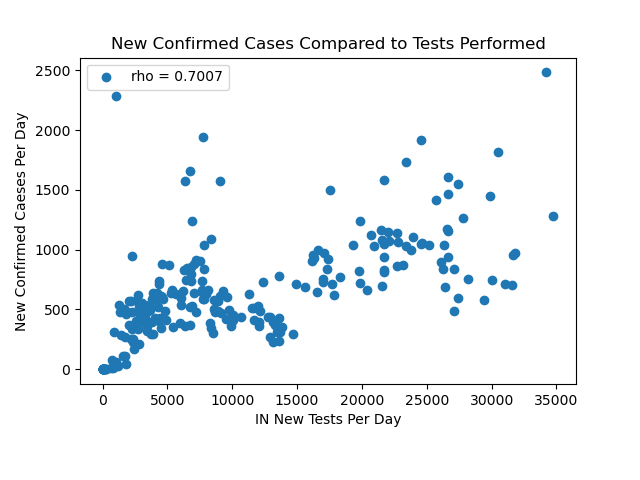 New Confirmed Cases Compared to Tests Performed
rho = 0.7007
2500
2000
1500
1000
500
0
New Confirmed Caeses Per Day
0 5000 10000 15000 20000 25000 30000 35000
IN New Tests Per Day